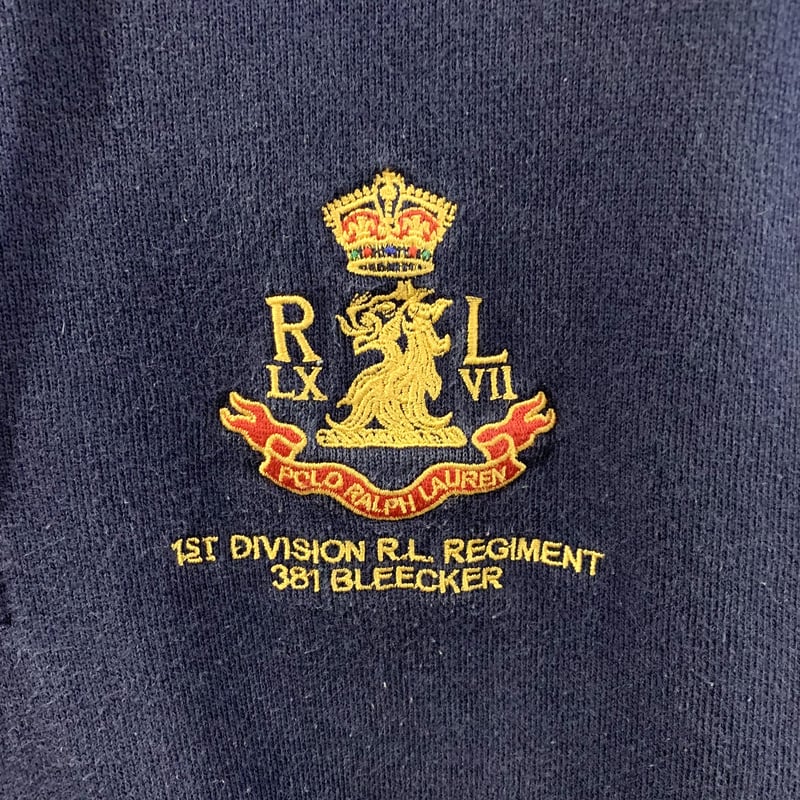 R L
LX VII
POLO RALPH LAUREN
1ST DIVISION R.L. REGIMENT
381 BLEECKER